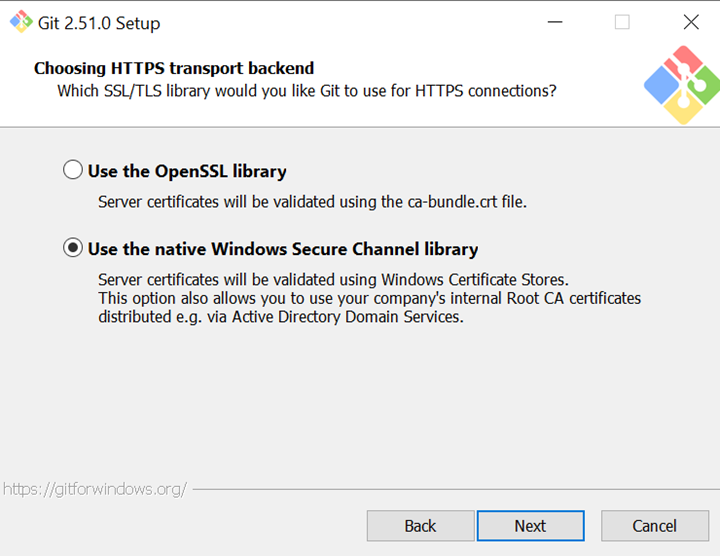 Git 2.51.0 Setup
Choosing HTTPS transport backend
Which SSL/TLS library would you like Git to use for HTTPS connections?
Use the OpenSSL library
Server certificates will be validated using the ca-bundle.crt file.
Use the native Windows Secure Channel library
Server certificates will be validated using Windows Certificate Stores.
This option also allows you to use your company's internal Root CA certificates
distributed e.g. via Active Directory Domain Services.
https://gitforwindows.org/
Back Next Cancel